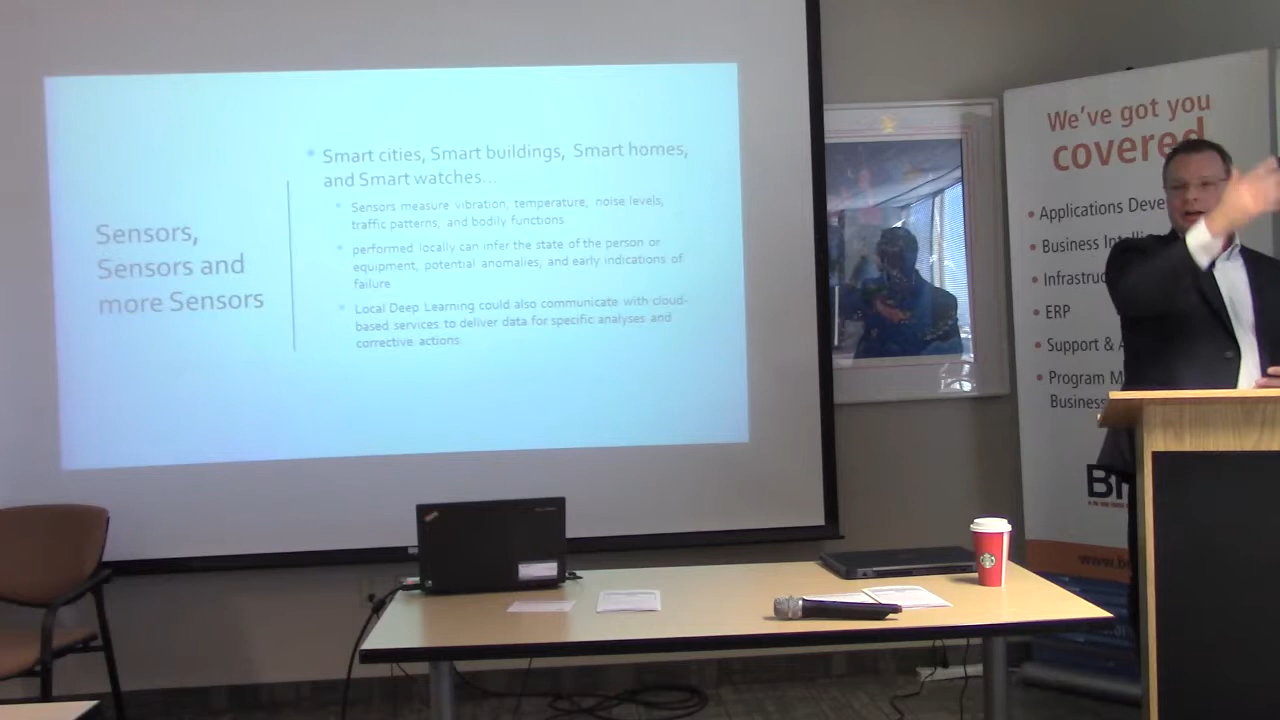 Sensors,
Sensors and
more Sensors
Smart cities, Smart buildings, Smart homes,
and Smart watches...
Sensors measure vibration, temperature, noise levels,
traffic patterns, and bodily functions
performed locally can infer the state of the person or
equipment, potential anomalies, and early indications of
failure
Local Deep Learning could also communicate with cloud-
based services to deliver data for specific analyses and
corrective actions
We've got you
covered
• Applications Deve
• Business Intellig
• Infrastruc
• ERP
• Support & A
• Program M
Business